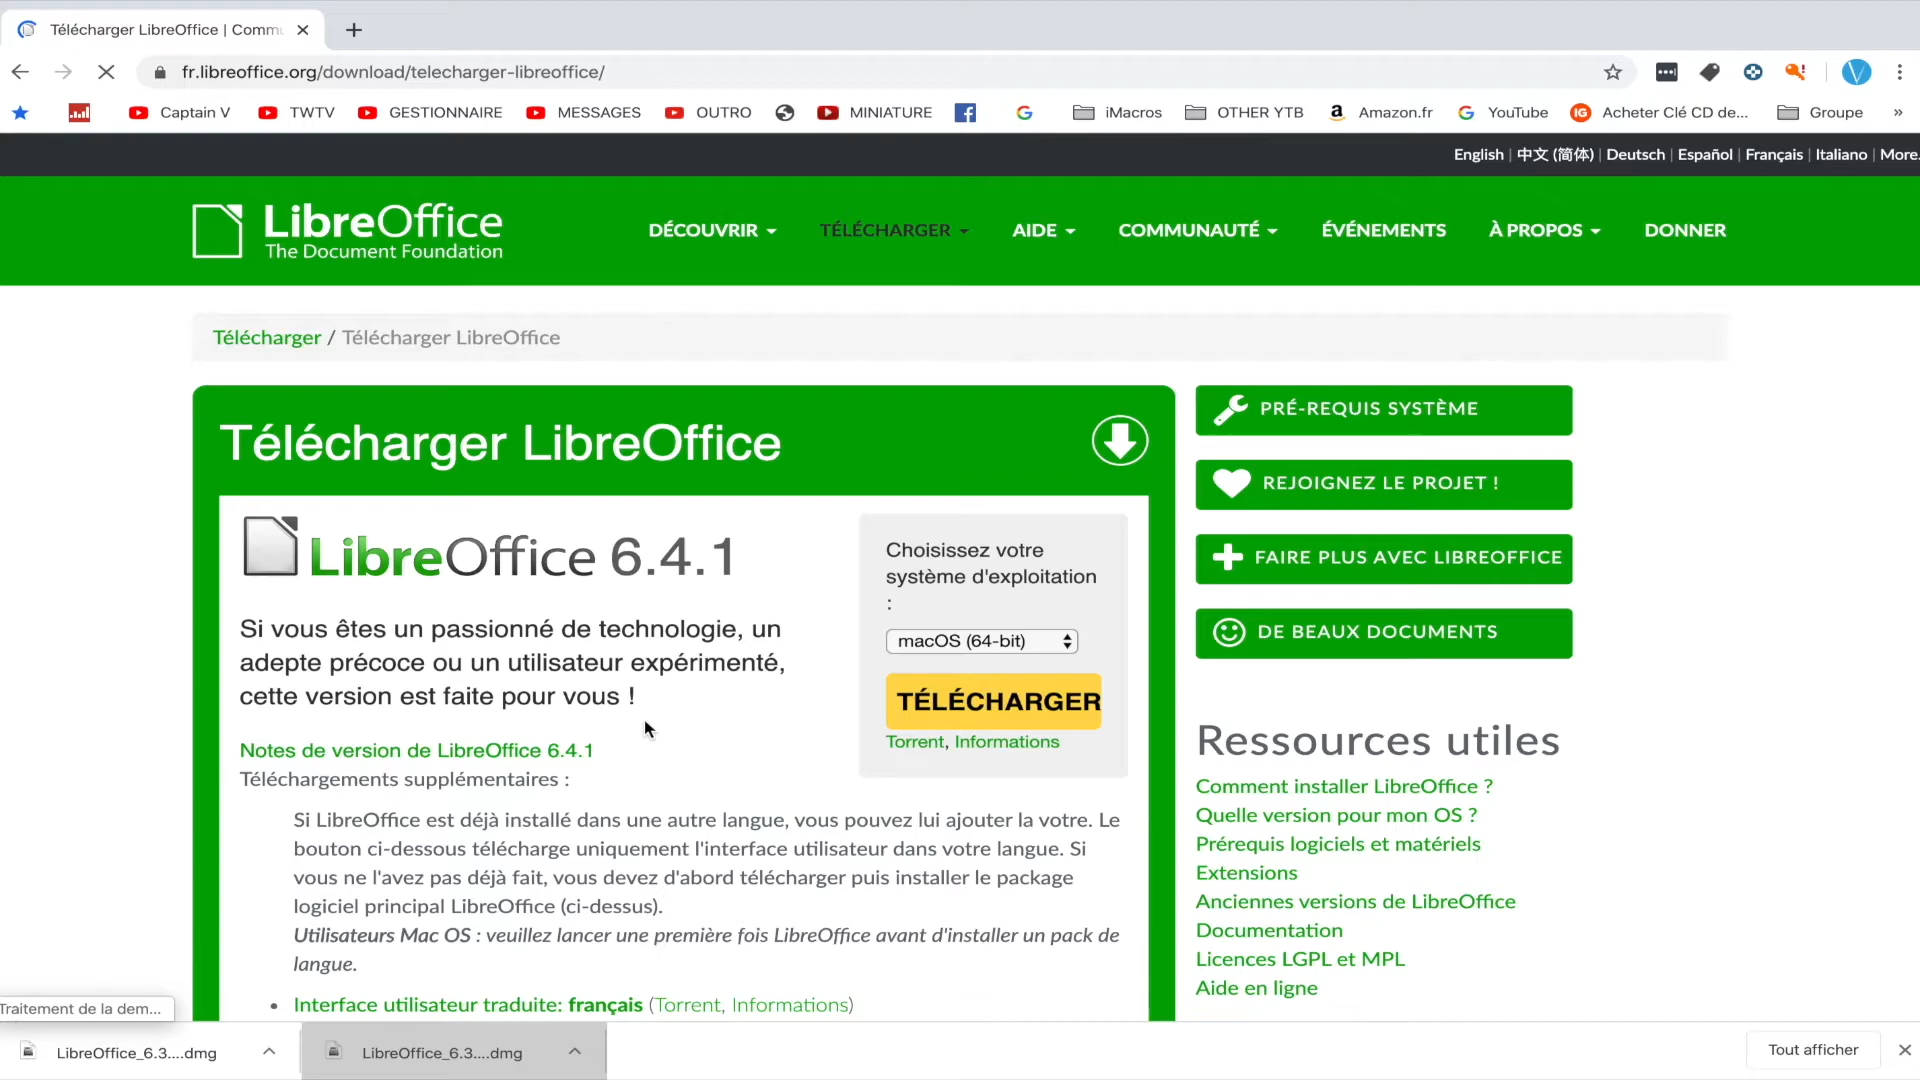 Télécharger LibreOffice | Commu
fr.libreoffice.org/download/telecharger-libreoffice/
Captain V TWTV GESTIONNAIRE MESSAGES OUTRO MINIATURE iMacros OTHER YTB Amazon.fr YouTube Acheter Clé CD de... Groupe »
English | 中文 (简体) | Deutsch | Español | Français | Italiano | More.
LibreOffice
The Document Foundation
DÉCOUVRIR TÉLÉCHARGER AIDE COMMUNAUTÉ ÉVÉNEMENTS À PROPOS DONNER
Télécharger / Télécharger LibreOffice
Télécharger LibreOffice
LibreOffice 6.4.1
Si vous êtes un passionné de technologie, un
adepte précoce ou un utilisateur expérimenté,
cette version est faite pour vous !
Notes de version de LibreOffice 6.4.1
Téléchargements supplémentaires :
Choisissez votre
système d'exploitation
:
macOS (64-bit)
TÉLÉCHARGER
Torrent, Informations
Si LibreOffice est déjà installé dans une autre langue, vous pouvez lui ajouter la votre. Le
bouton ci-dessous télécharge uniquement l'interface utilisateur dans votre langue. Si
vous ne l'avez pas déjà fait, vous devez d'abord télécharger puis installer le package
logiciel principal LibreOffice (ci-dessus).
Utilisateurs Mac OS : veuillez lancer une première fois LibreOffice avant d'installer un pack de
langue.
• Interface utilisateur traduite: français (Torrent, Informations)
PRÉ-REQUIS SYSTÈME
REJOIGNEZ LE PROJET !
FAIRE PLUS AVEC LIBREOFFICE
DE BEAUX DOCUMENTS
Ressources utiles
Comment installer LibreOffice ?
Quelle version pour mon OS ?
Prérequis logiciels et matériels
Extensions
Anciennes versions de LibreOffice
Documentation
Licences LGPL et MPL
Aide en ligne
Traitement de la dem...
LibreOffice_6.3....dmg
LibreOffice_6.3....dmg
Tout afficher